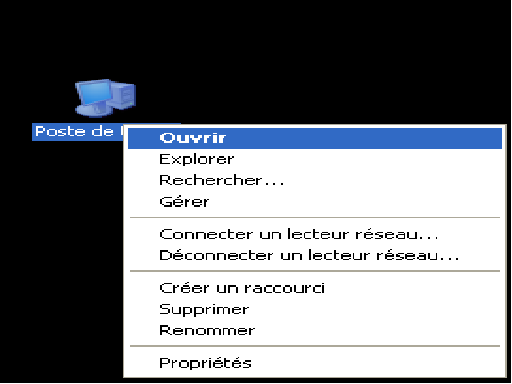 Poste de
Ouvrir
Explorer
Rechercher...
Gérer
Connecter un lecteur réseau...
Déconnecter un lecteur réseau...
Créer un raccourci
Supprimer
Renommer
Propriétés